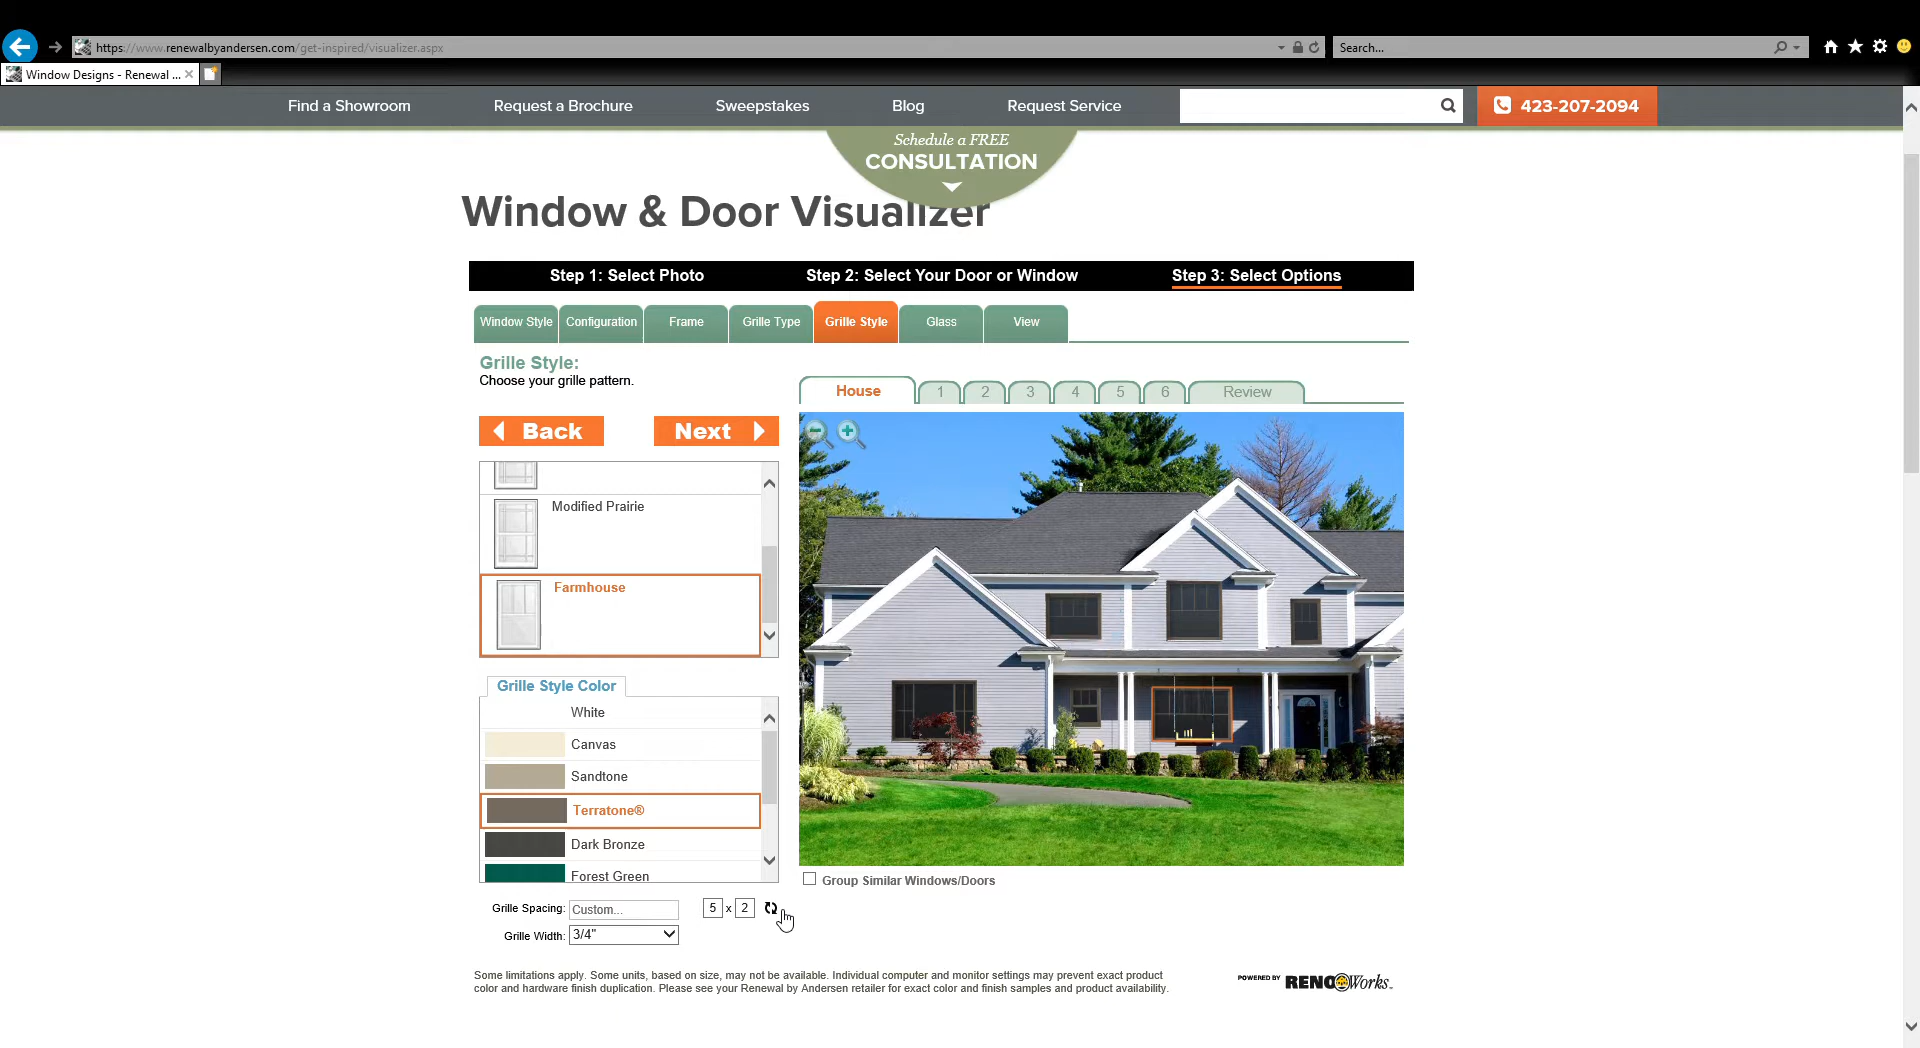 https://www.renewalbyandersen.com/get-inspired/visualizer.aspx
Search...
Window Designs - Renewal ...
Find a Showroom
Request a Brochure
Sweepstakes
Blog
Request Service
423-207-2094
Schedule a FREE
CONSULTATION
Window & Door Visualizer
Step 1: Select Photo
Step 2: Select Your Door or Window
Step 3: Select Options
Window Style
Configuration
Frame
Grille Type
Grille Style
Glass
View
Grille Style:
Choose your grille pattern.
House
1
2
3
4
5
6
Review
Back
Next
Modified Prairie
Farmhouse
Grille Style Color
White
Canvas
Sandtone
Terratone®
Dark Bronze
Forest Green
Group Similar Windows/Doors
Grille Spacing: Custom... 5 x 2
Grille Width: 3/4"
Some limitations apply. Some units, based on size, may not be available. Individual computer and monitor settings may prevent exact product
color and hardware finish duplication. Please see your Renewal by Andersen retailer for exact color and finish samples and product availability.
POWERED BY RENOWorks